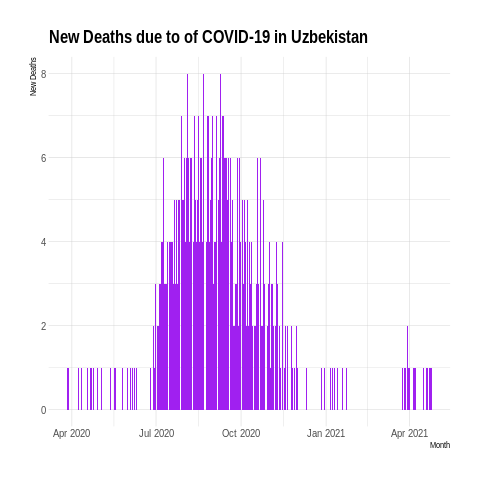 New Deaths due to of COVID-19 in Uzbekistan
New Deaths
8
6
4
2
0
Apr 2020 Jul 2020 Oct 2020 Jan 2021 Apr 2021
Month